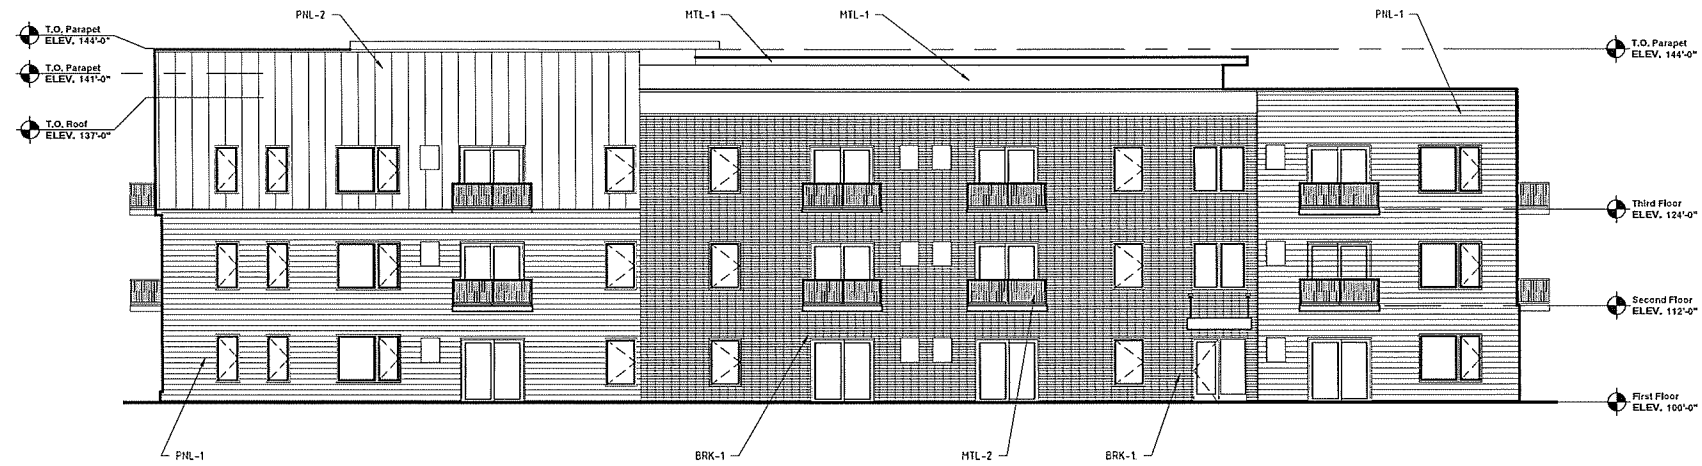 PNL-2
MTL-1
MTL-1
PNL-1
T.O. Parapet
ELEV. 144'-0"
T.O. Parapet
ELEV. 144'-0"
T.O. Parapet
ELEV. 141'-0"
T.O. Roof
ELEV. 137'-0"
Third Floor
ELEV. 124'-0"
Second Floor
ELEV. 112'-0"
First Floor
ELEV. 100'-0"
PNL-1
BRK-1
MTL-2
BRK-1.